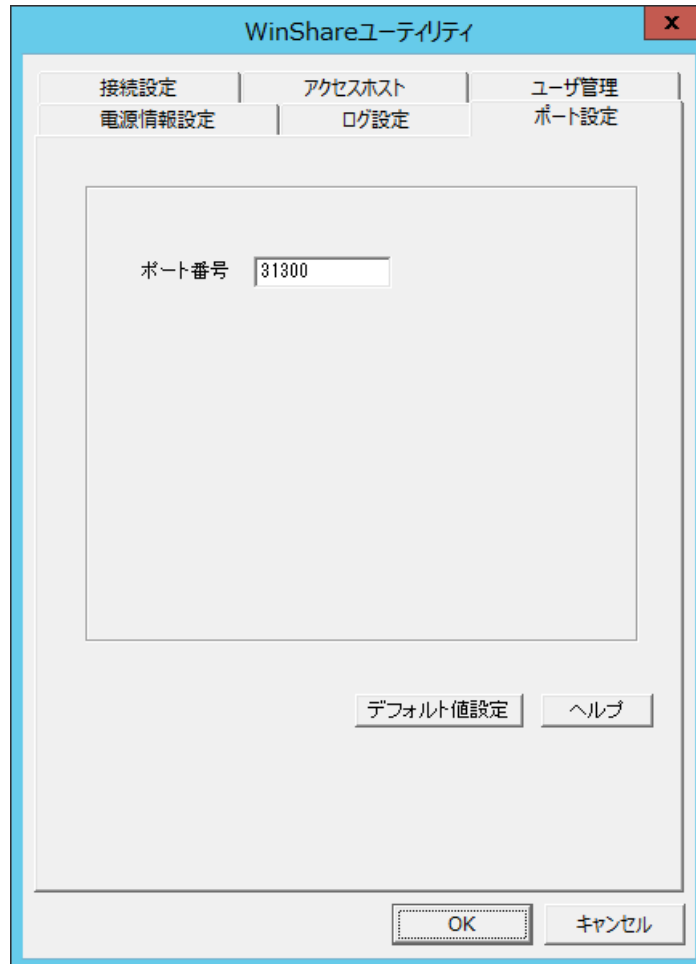 WinShareユーティリティ
x
接続設定 アクセスホスト ユーザ管理
電源情報設定 ログ設定 ポート設定
ポート番号 31300
デフォルト値設定 ヘルプ
OK キャンセル